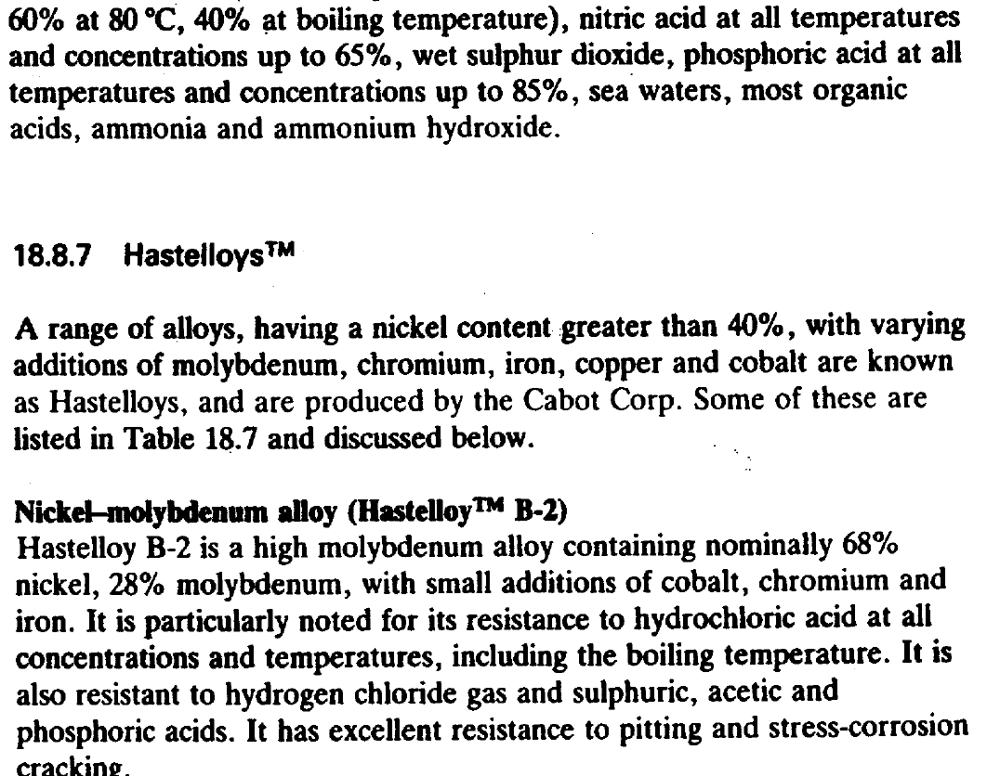 60% at 80 °C, 40% at boiling temperature), nitric acid at all temperatures
and concentrations up to 65%, wet sulphur dioxide, phosphoric acid at all
temperatures and concentrations up to 85%, sea waters, most organic
acids, ammonia and ammonium hydroxide.
18.8.7 Hastelloys™
A range of alloys, having a nickel content greater than 40%, with varying
additions of molybdenum, chromium, iron, copper and cobalt are known
as Hastelloys, and are produced by the Cabot Corp. Some of these are
listed in Table 18.7 and discussed below.
Nickel–molybdenum alloy (Hastelloy™ B-2)
Hastelloy B-2 is a high molybdenum alloy containing nominally 68%
nickel, 28% molybdenum, with small additions of cobalt, chromium and
iron. It is particularly noted for its resistance to hydrochloric acid at all
concentrations and temperatures, including the boiling temperature. It is
also resistant to hydrogen chloride gas and sulphuric, acetic and
phosphoric acids. It has excellent resistance to pitting and stress-corrosion
cracking.